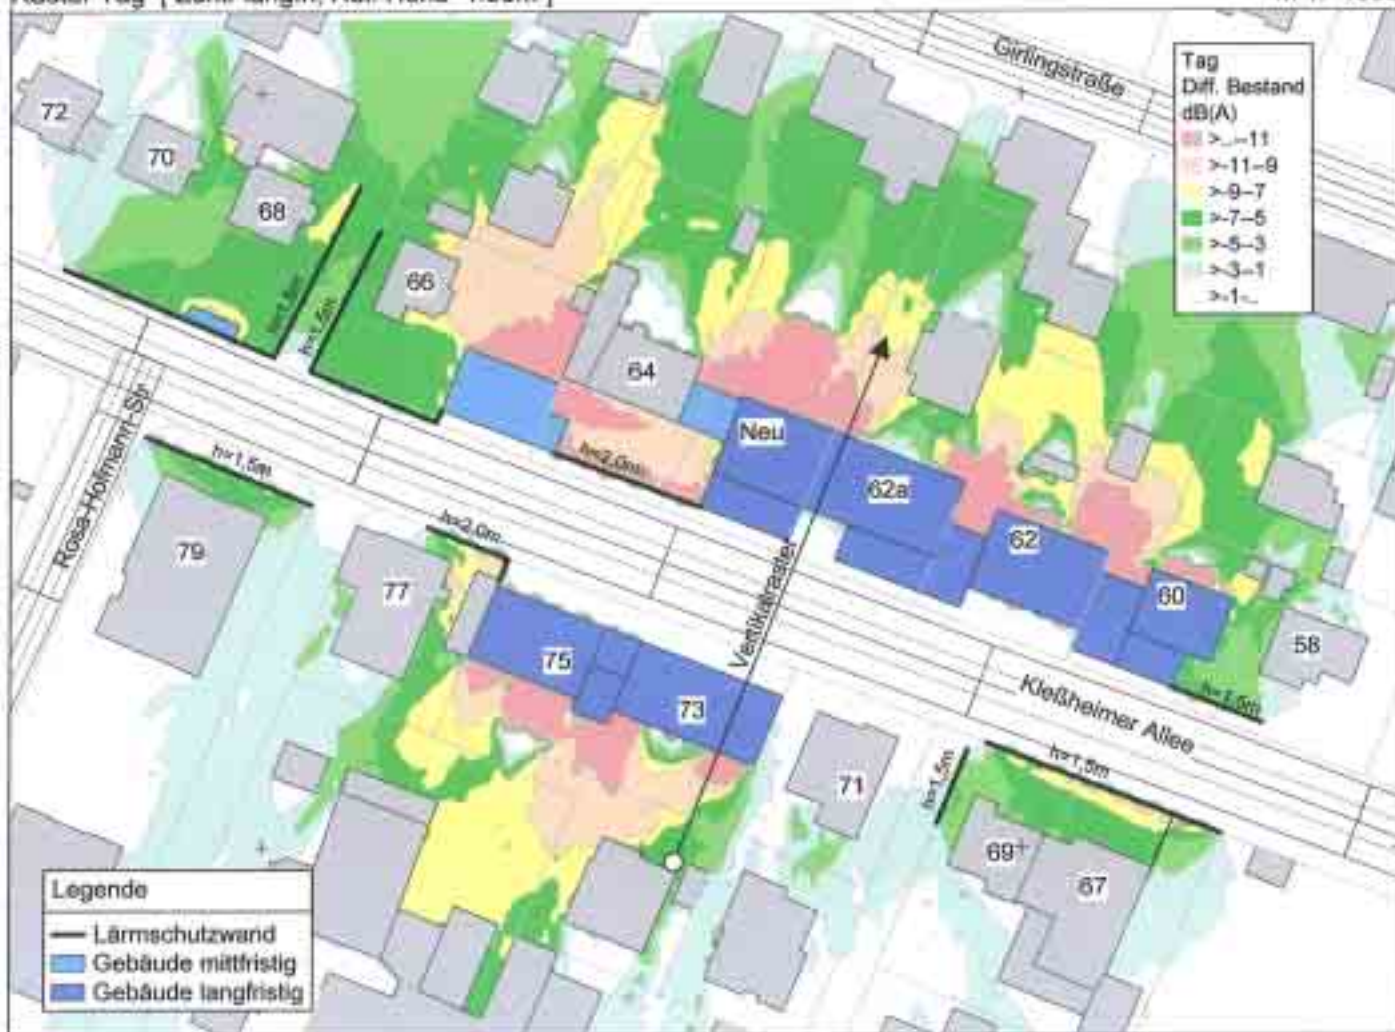 Girlingstraße
Tag
Diff. Bestand
dB(A)
>...--11
>-11--9
>-9--7
>-7--5
>-5--3
>-3--1
>-1-..
72
70
68
66
64
h=1,5m
Neu
62a
62
60
58
h=2,0m
h=1,5m
Rosa-Hofmann-Sp
h=1,5m
79
h=2,0m
77
75
73
Vertikalraster
Kleßheimer Allee
71
h=1,5m
h=1,5m
69
67
Legende
Lärmschutzwand
Gebäude mittfristig
Gebäude langfristig